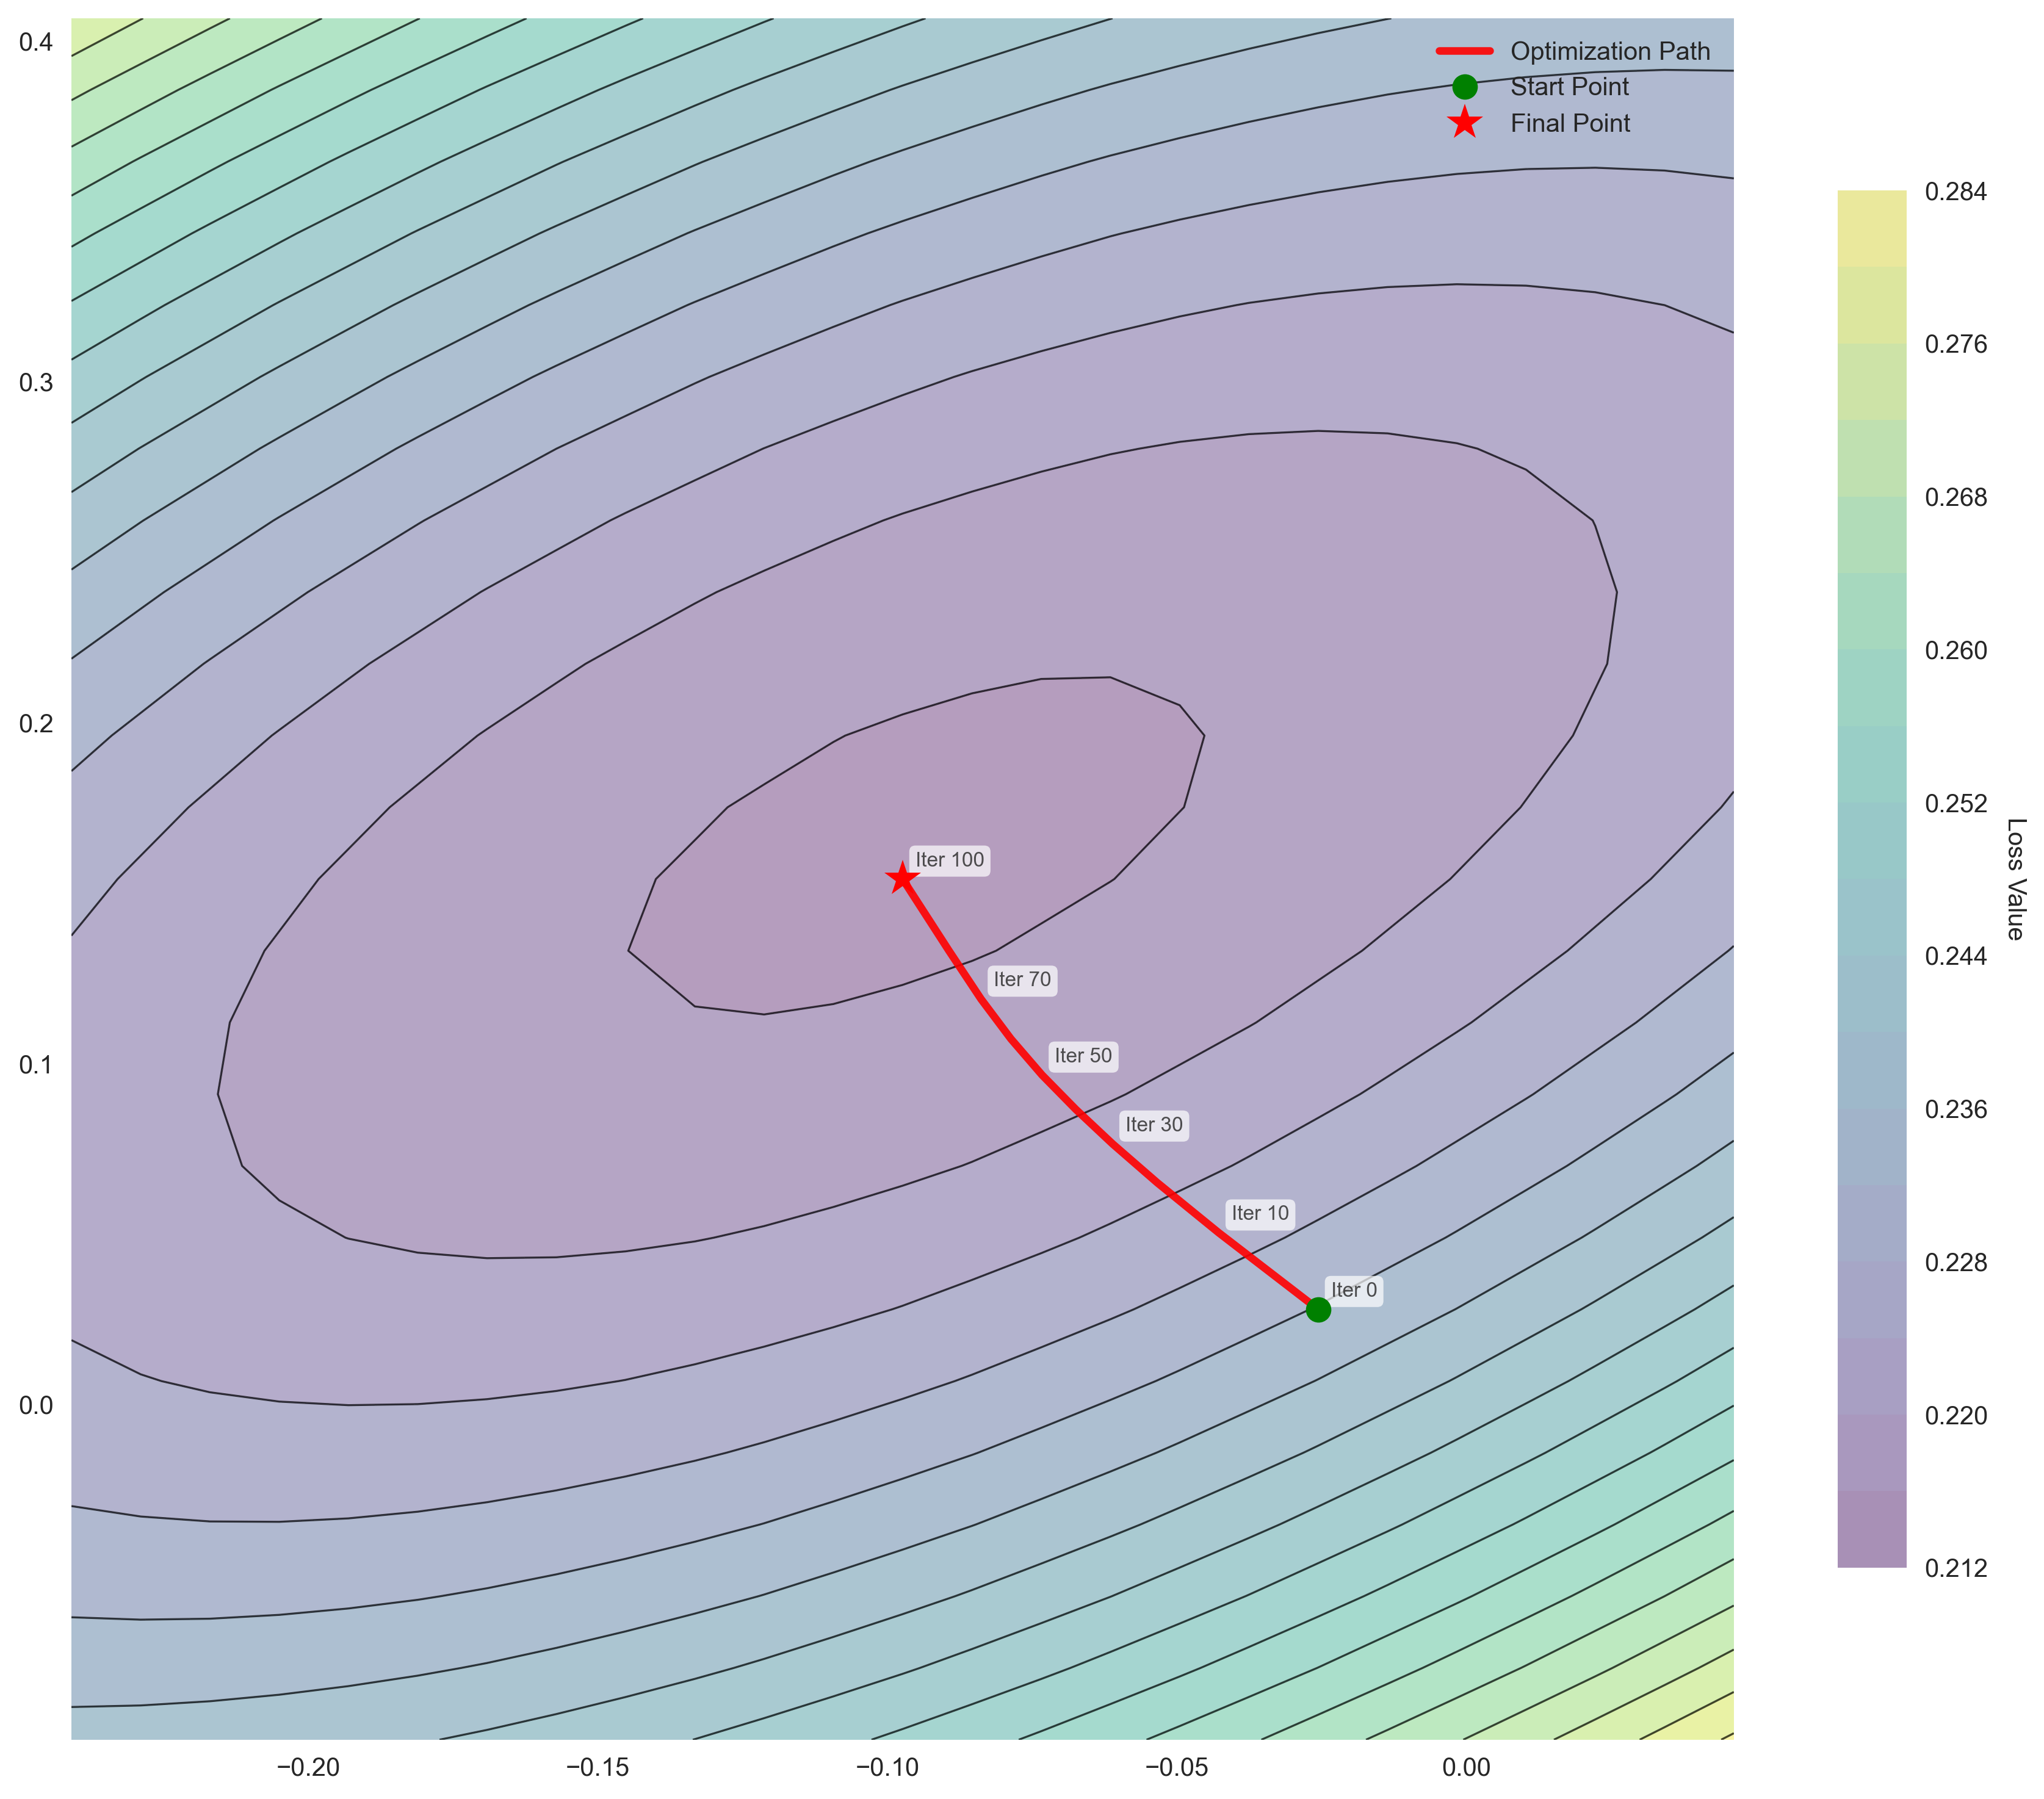 Optimization Path
Start Point
Final Point
0.4
0.3
0.2
0.1
0.0
−0.20
−0.15
−0.10
−0.05
0.00
Iter 100
Iter 70
Iter 50
Iter 30
Iter 10
Iter 0
0.284
0.276
0.268
0.260
0.252
0.244
0.236
0.228
0.220
0.212
Loss Value